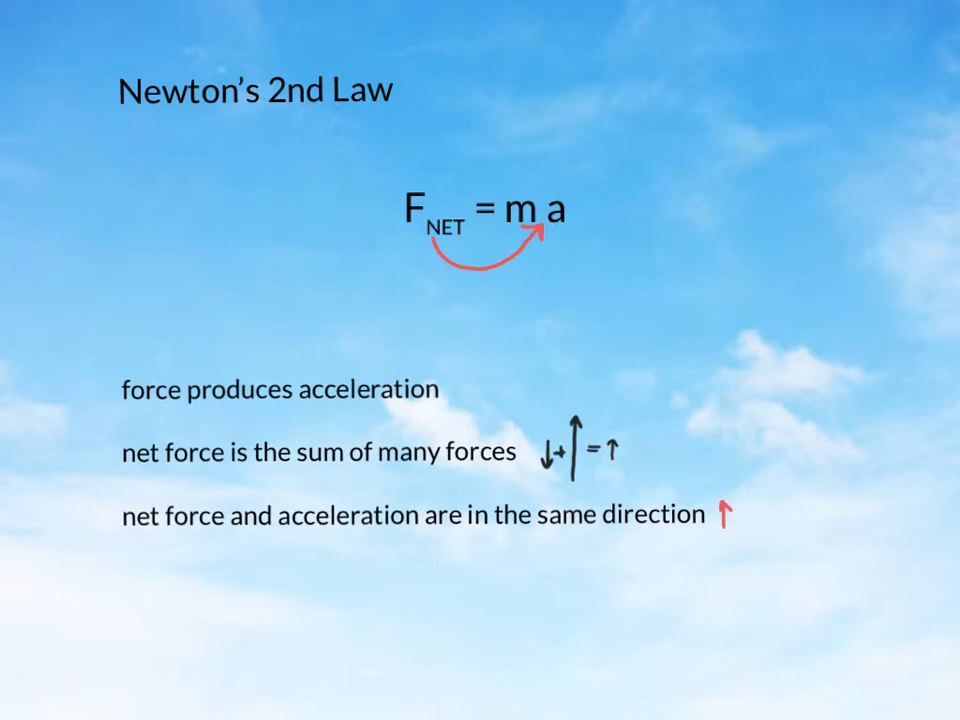 Newton's 2nd Law
F_NET = m a
force produces acceleration
net force is the sum of many forces ↓+↑=↑
net force and acceleration are in the same direction ↑